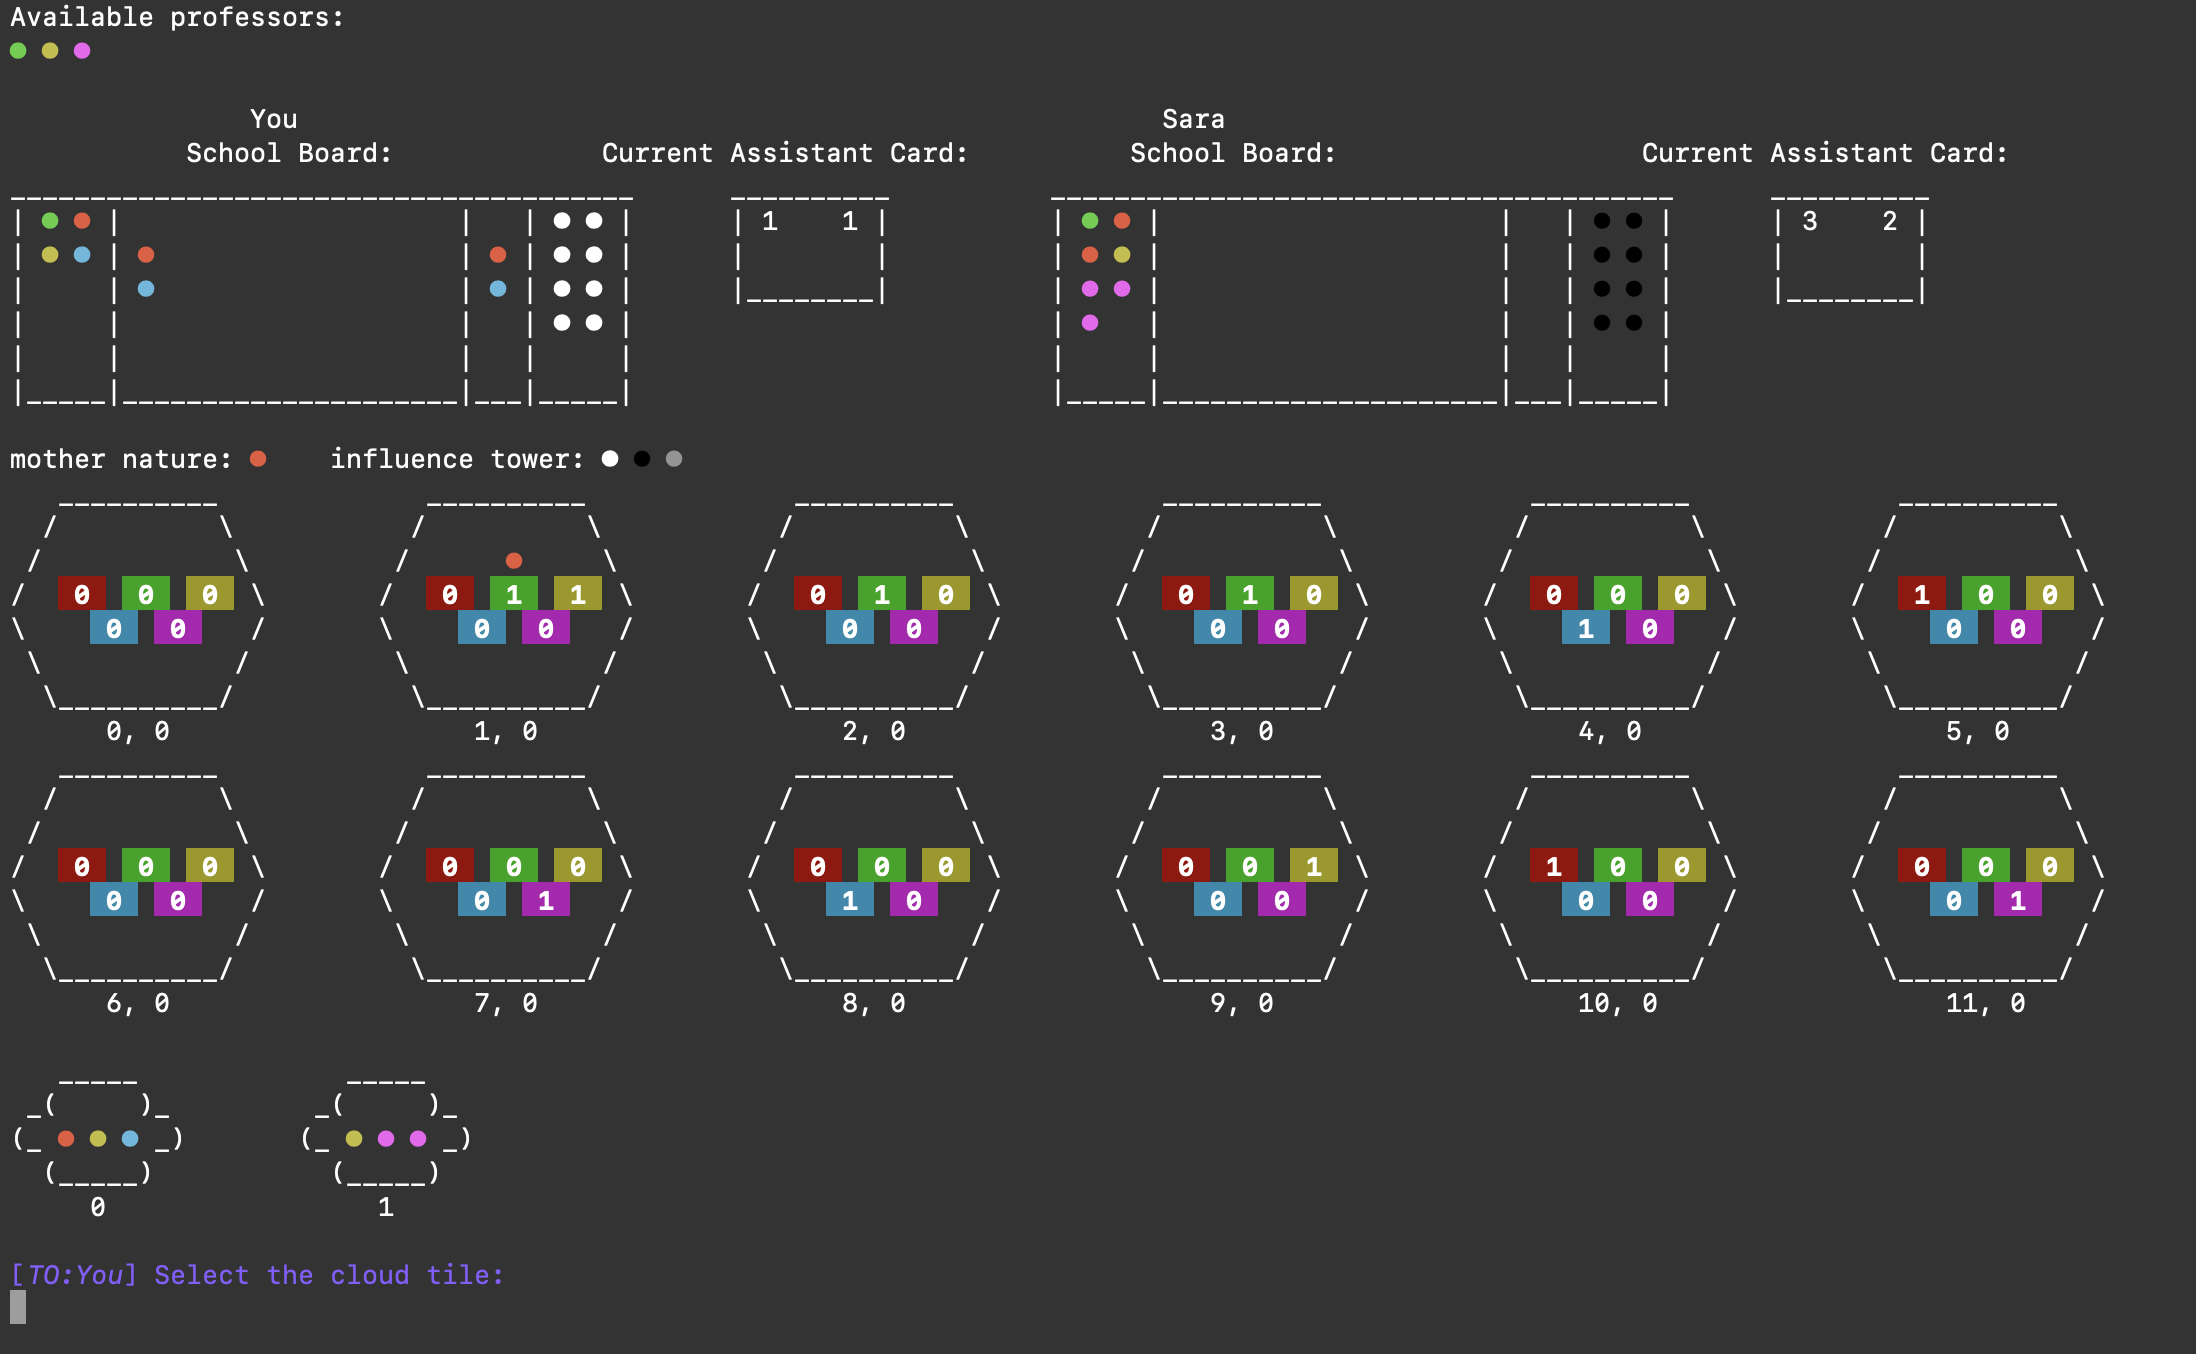 Available professors:
You Sara
School Board: Current Assistant Card: School Board: Current Assistant Card:
1 1 3 2
mother nature: influence tower:
0 0 0 0 1 1 0 1 0 0 1 0 0 0 0 1 0 0
0 0 0 0 0 0 0 0 1 0 0 0
0, 0 1, 0 2, 0 3, 0 4, 0 5, 0
0 0 0 0 0 0 0 0 0 0 0 1 1 0 0 0 0 0
0 0 0 1 1 0 0 0 0 0 0 1
6, 0 7, 0 8, 0 9, 0 10, 0 11, 0
0 1
[TO:You] Select the cloud tile: